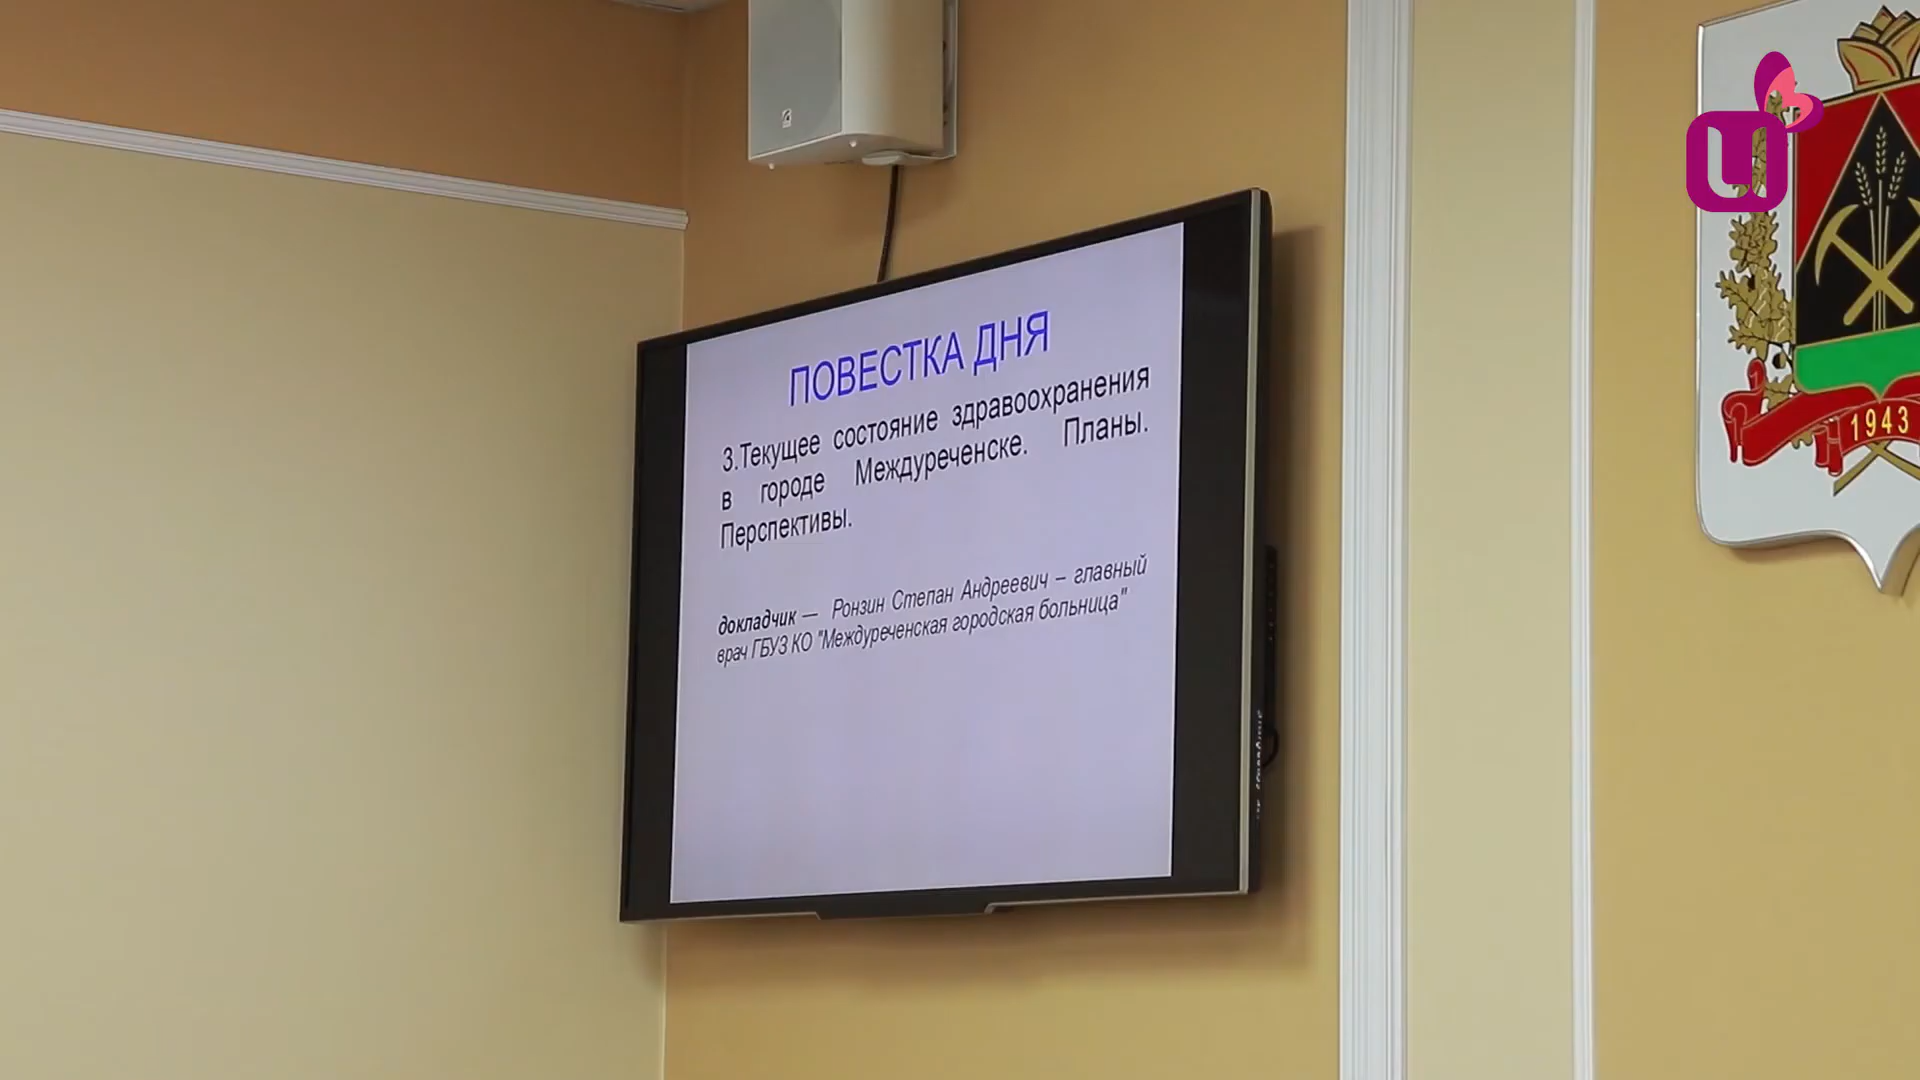 ПОВЕСТКА ДНЯ
3.Текущее состояние здравоохранения
в городе Междуреченске. Планы.
Перспективы.
докладчик — Ронзин Степан Андреевич – главный
врач ГБУЗ КО "Междуреченская городская больница"
1943